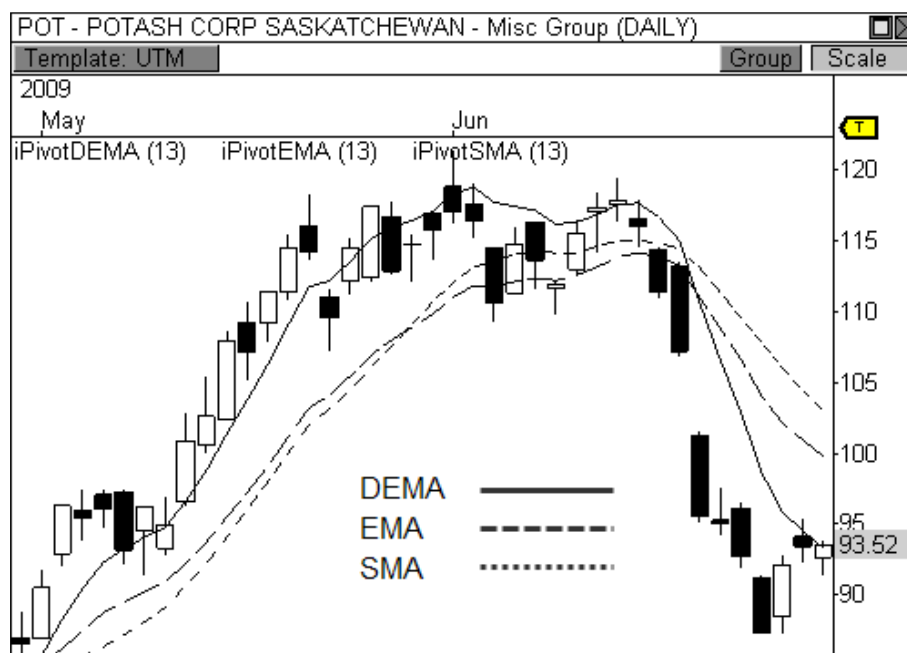 POT - POTASH CORP SASKATCHEWAN - Misc Group (DAILY)
Template: UTM Group Scale
2009
May Jun
T
iPivotDEMA (13) iPivotEMA (13) iPivotSMA (13)
120
115
110
105
100
95
93.52
90
DEMA
EMA
SMA